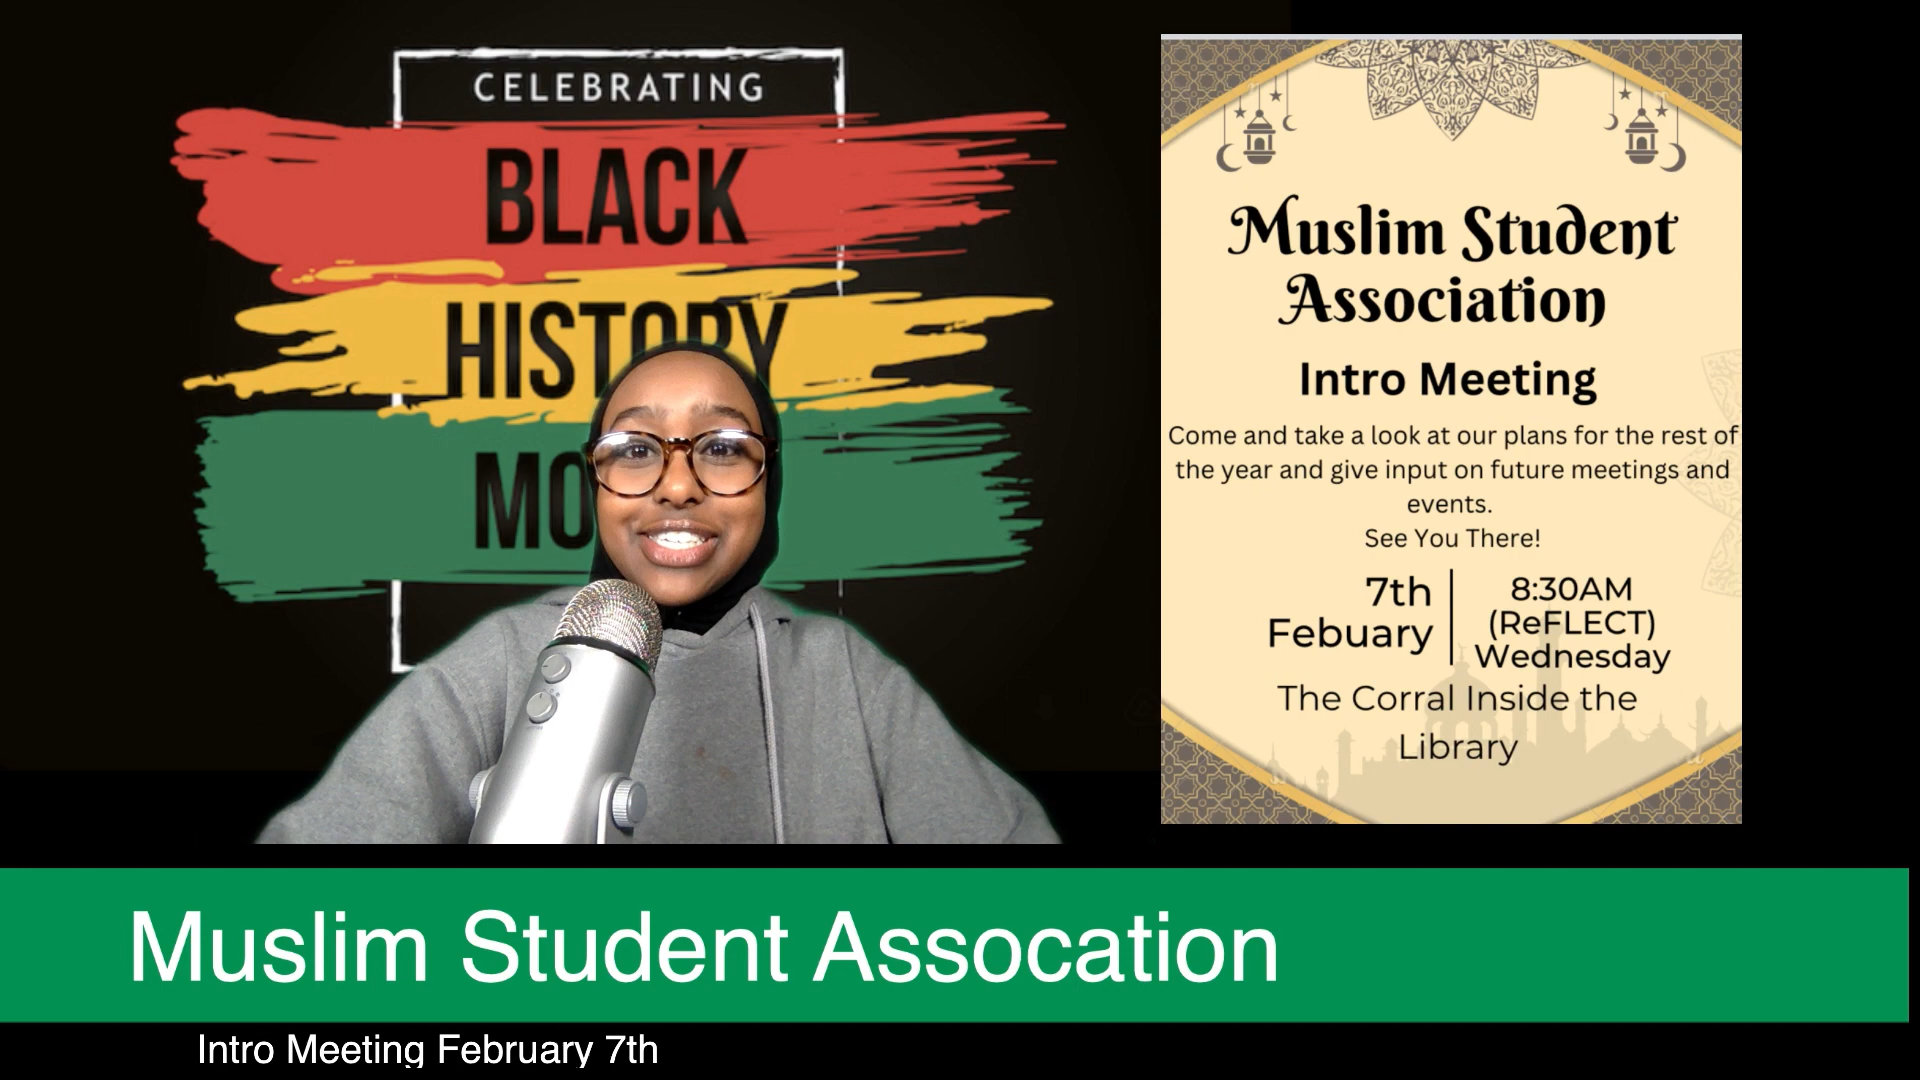 CELEBRATING
BLACK
HISTORY
MO
Muslim Student
Association
Intro Meeting
Come and take a look at our plans for the rest of
the year and give input on future meetings and
events.
See You There!
7th
Febuary
8:30AM
(ReFLECT)
Wednesday
The Corral Inside the
Library
Muslim Student Assocation
Intro Meeting February 7th